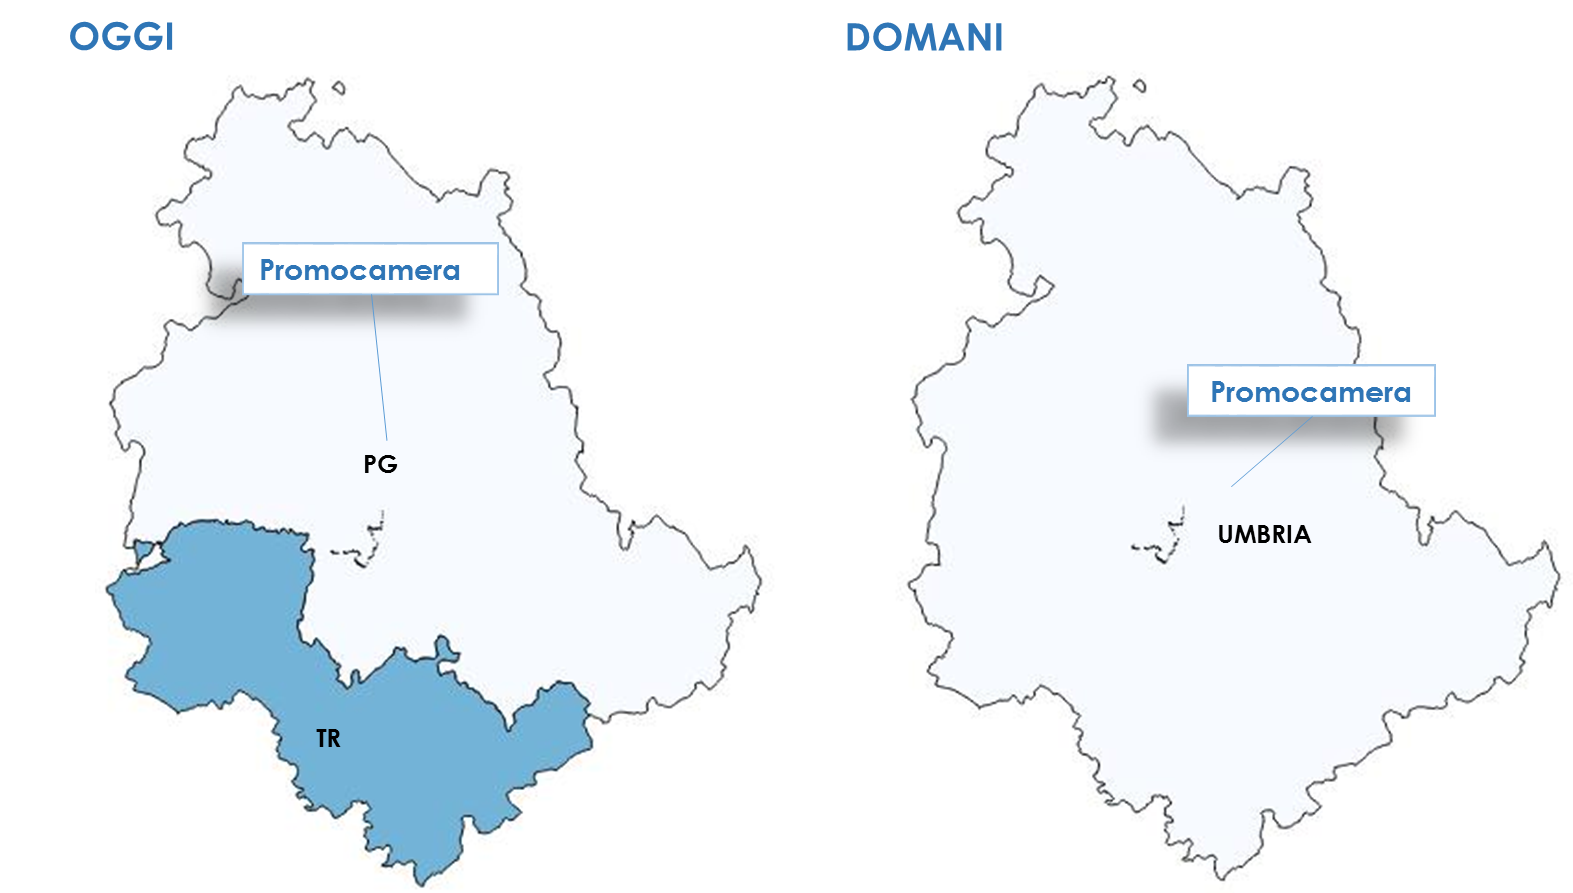 OGGI
DOMANI
Promocamera
Promocamera
PG
UMBRIA
TR